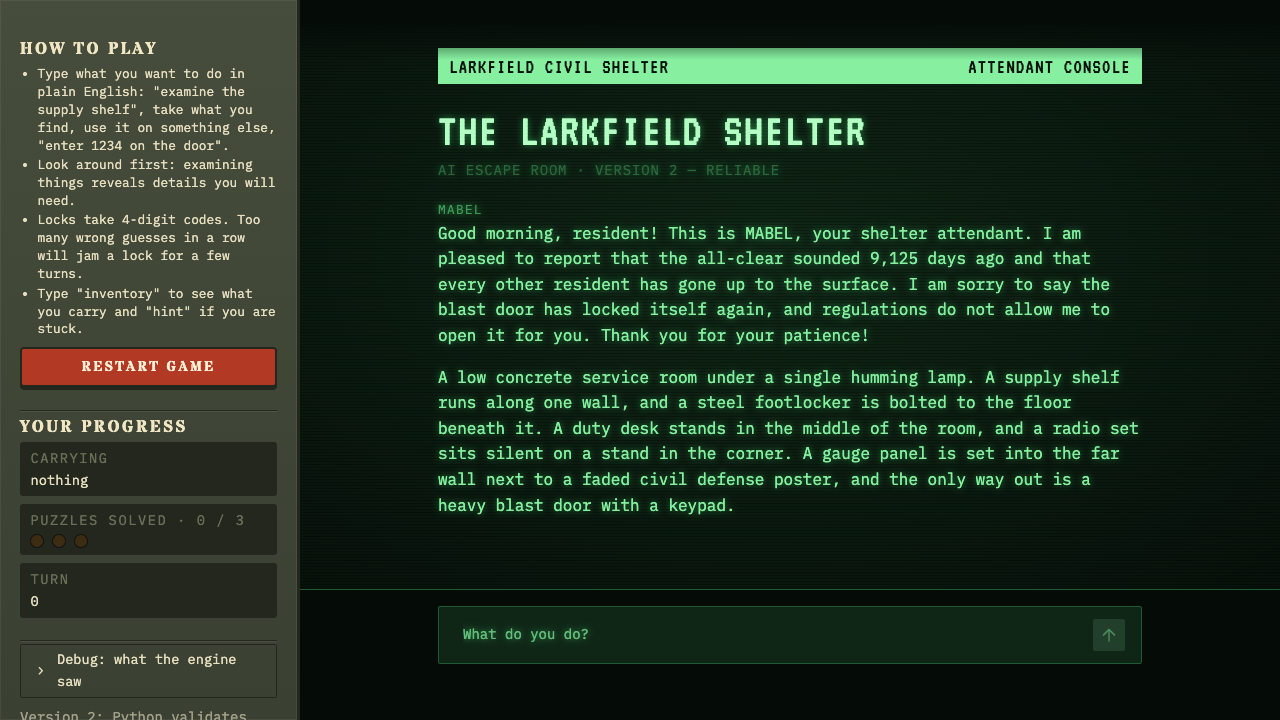 HOW TO PLAY
• Type what you want to do in
plain English: "examine the
supply shelf", take what you
find, use it on something else,
"enter 1234 on the door".
• Look around first: examining
things reveals details you will
need.
• Locks take 4-digit codes. Too
many wrong guesses in a row
will jam a lock for a few
turns.
• Type "inventory" to see what
you carry and "hint" if you are
stuck.
RESTART GAME
YOUR PROGRESS
CARRYING
nothing
PUZZLES SOLVED · 0 / 3
TURN
0
Debug: what the engine
saw
Version 2: Python validates
LARKFIELD CIVIL SHELTER
ATTENDANT CONSOLE
THE LARKFIELD SHELTER
AI ESCAPE ROOM · VERSION 2 — RELIABLE
MABEL
Good morning, resident! This is MABEL, your shelter attendant. I am
pleased to report that the all-clear sounded 9,125 days ago and that
every other resident has gone up to the surface. I am sorry to say the
blast door has locked itself again, and regulations do not allow me to
open it for you. Thank you for your patience!
A low concrete service room under a single humming lamp. A supply shelf
runs along one wall, and a steel footlocker is bolted to the floor
beneath it. A duty desk stands in the middle of the room, and a radio set
sits silent on a stand in the corner. A gauge panel is set into the far
wall next to a faded civil defense poster, and the only way out is a
heavy blast door with a keypad.
What do you do?